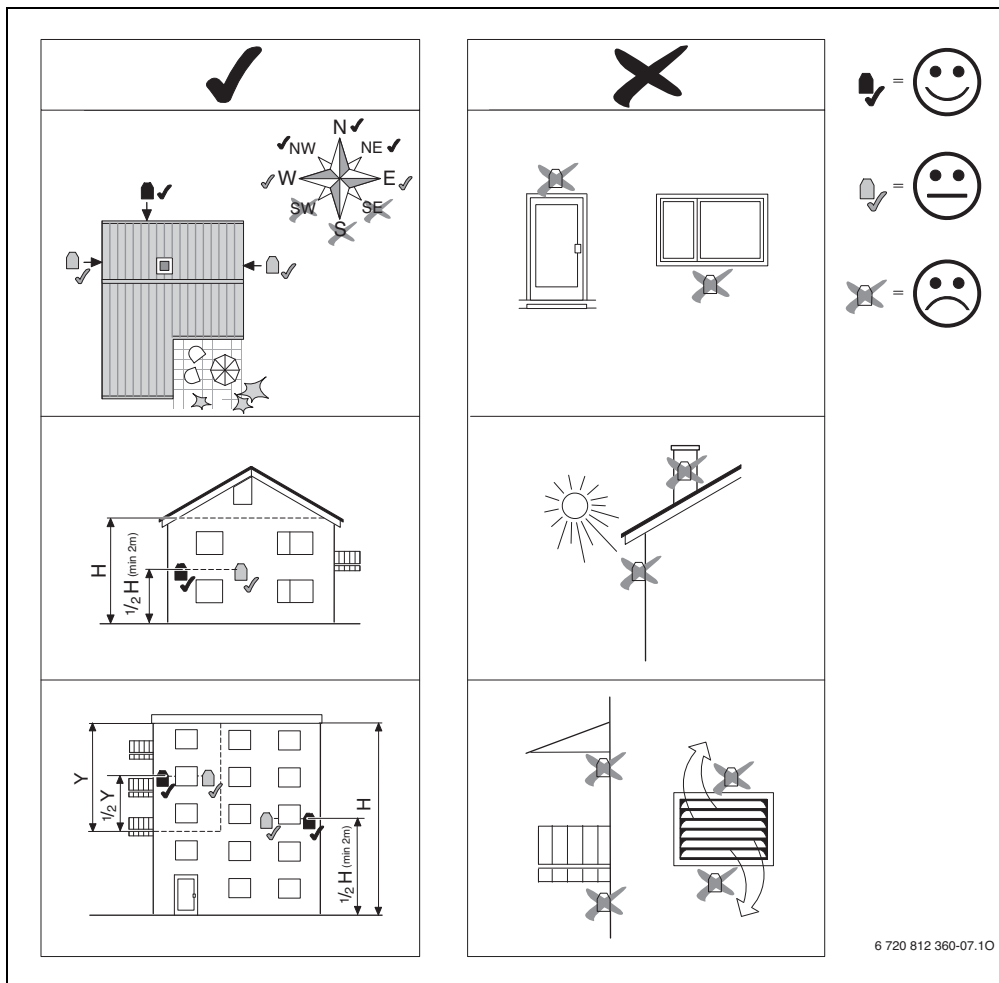 N
NW NE
W E
SW SE
S
=
=
=
H
1/2 H (min 2m)
Y
1/2 Y
1/2 H (min 2m)
H
6 720 812 360-07.1O